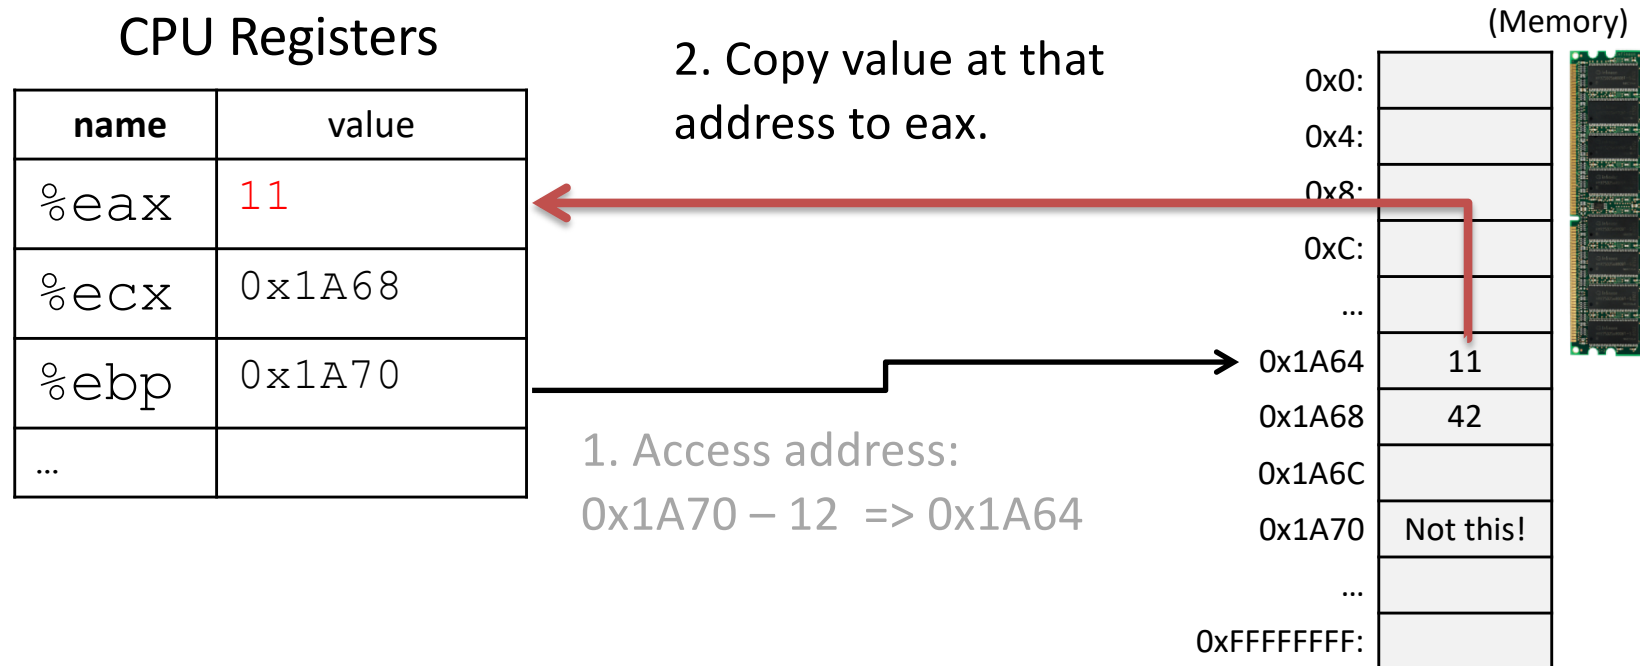 CPU Registers
name value
%eax 11
%ecx 0x1A68
%ebp 0x1A70
…
2. Copy value at that
address to eax.
1. Access address:
0x1A70 – 12 => 0x1A64
(Memory)
0x0:
0x4:
0x8:
0xC:
…
0x1A64 11
0x1A68 42
0x1A6C
0x1A70 Not this!
…
0xFFFFFFFF: